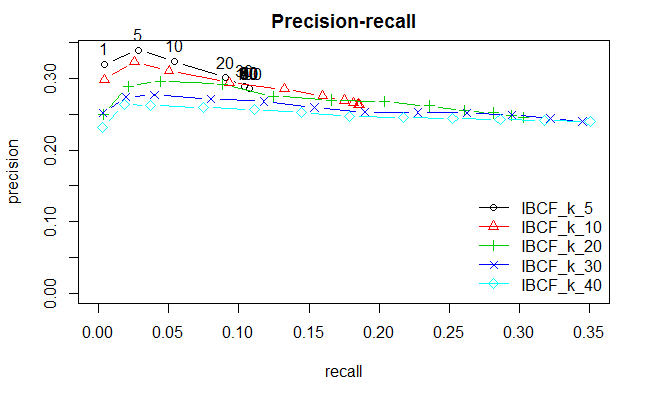 Precision-recall
precision
0.30
0.20
0.10
0.00
1 5 10 20
IBCF_k_5
IBCF_k_10
IBCF_k_20
IBCF_k_30
IBCF_k_40
0.00 0.05 0.10 0.15 0.20 0.25 0.30 0.35
recall